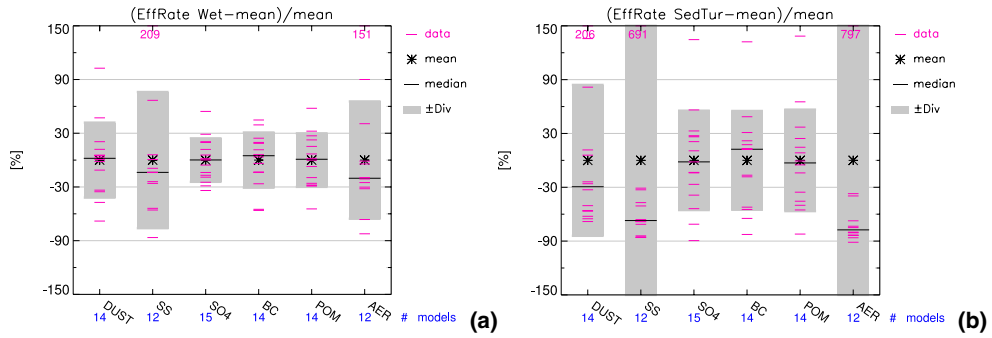 (EffRate Wet-mean)/mean
150
90
30
-30
-90
-150
[%]
209
151
data
mean
median
±Div
DUST
SS
SO4
BC
POM
AER
14
12
15
14
14
12
# models
(a)
(EffRate SedTur-mean)/mean
150
90
30
-30
-90
-150
[%]
206
691
797
data
mean
median
±Div
DUST
SS
SO4
BC
POM
AER
14
12
15
14
14
12
# models
(b)